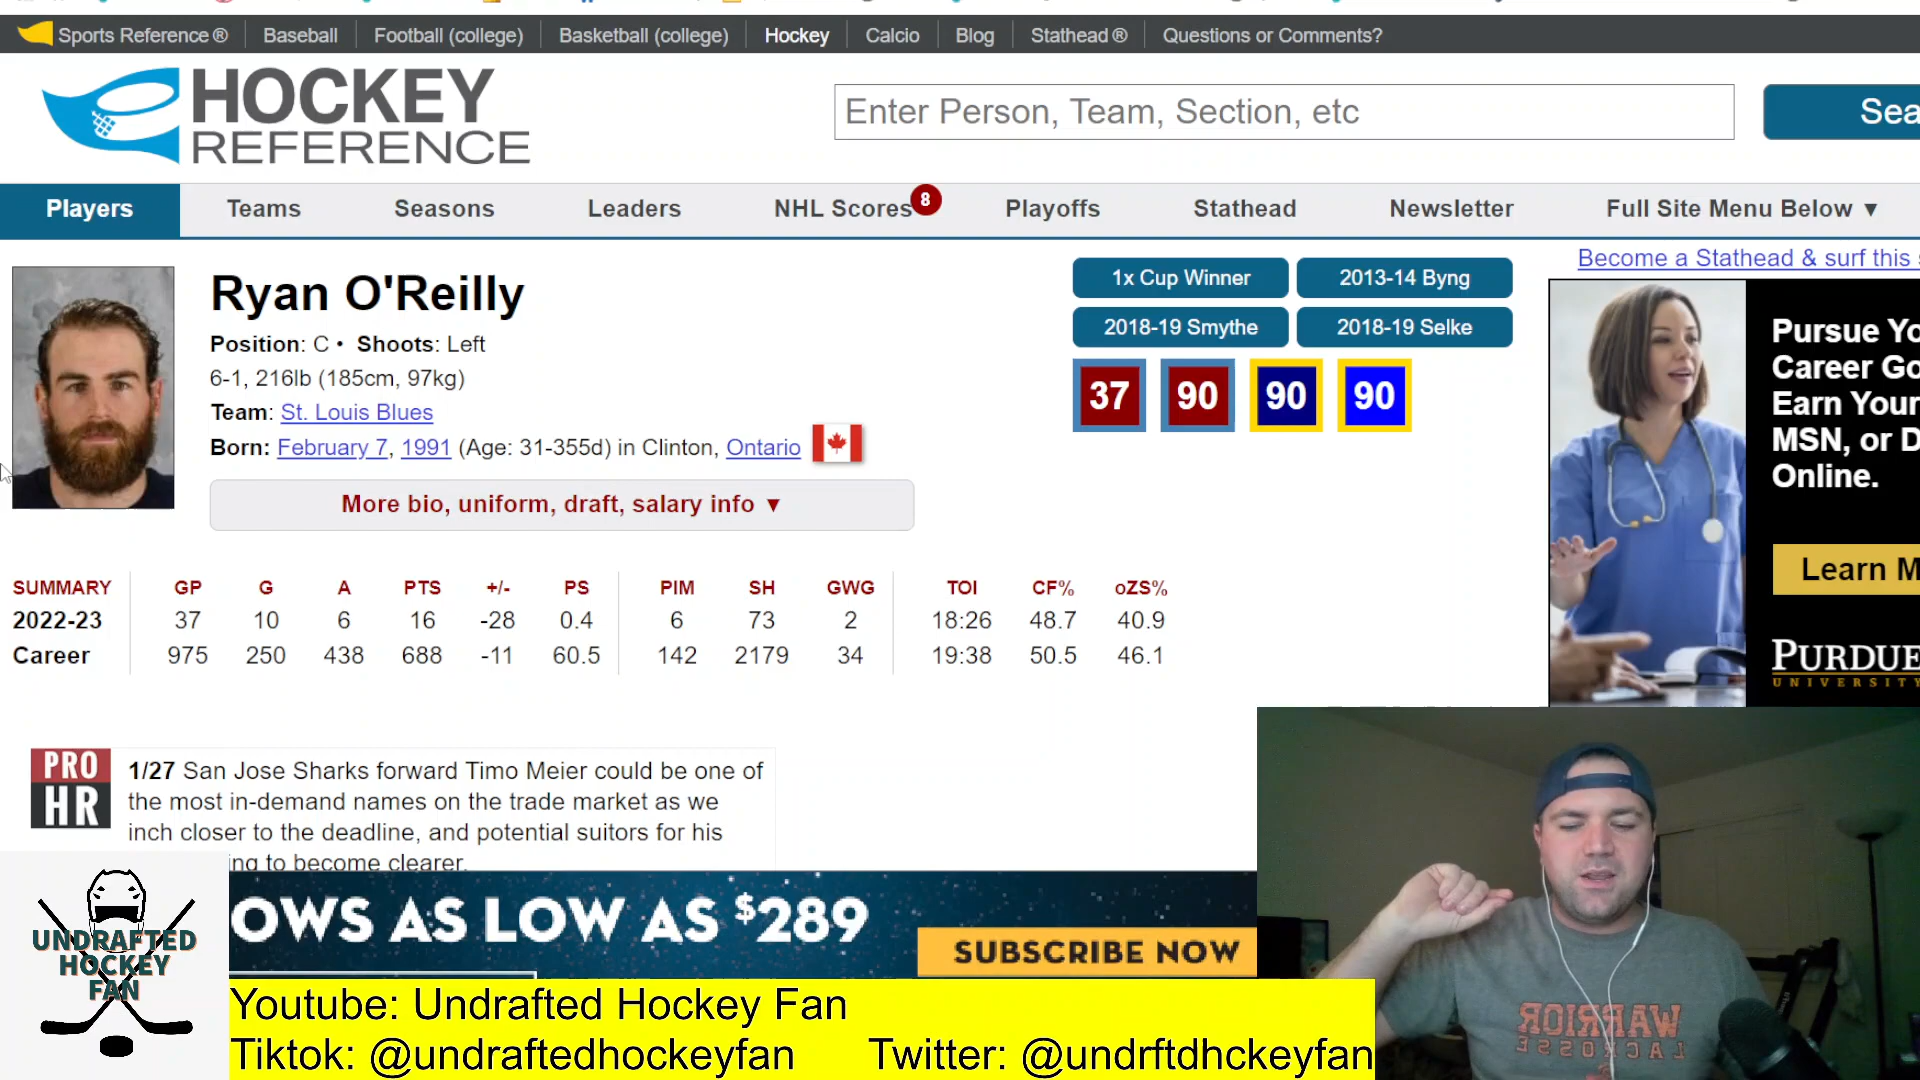 Sports Reference ® Baseball Football (college) Basketball (college) Hockey Calcio Blog Stathead ® Questions or Comments?
HOCKEY
REFERENCE
Enter Person, Team, Section, etc
Players Teams Seasons Leaders NHL Scores 8 Playoffs Stathead Newsletter Full Site Menu Below ▼
Become a Stathead & surf this
Ryan O'Reilly
Position: C • Shoots: Left
6-1, 216lb (185cm, 97kg)
Team: St. Louis Blues
Born: February 7, 1991 (Age: 31-355d) in Clinton, Ontario
More bio, uniform, draft, salary info ▼
1x Cup Winner 2013-14 Byng
2018-19 Smythe 2018-19 Selke
37 90 90 90
SUMMARY GP G A PTS +/- PS PIM SH GWG TOI CF% oZS%
2022-23 37 10 6 16 -28 0.4 6 73 2 18:26 48.7 40.9
Career 975 250 438 688 -11 60.5 142 2179 34 19:38 50.5 46.1
Pursue
Career
Earn Your
MSN, or
Online.
Learn
PURDUE
UNIVERSITY
PRO
HR
1/27 San Jose Sharks forward Timo Meier could be one of
the most in-demand names on the trade market as we
inch closer to the deadline, and potential suitors for his
to become clearer.
UNDRAFTED
HOCKEY
FAN
AS LOW AS $289
SUBSCRIBE NOW
Youtube: Undrafted Hockey Fan
Tiktok: @undraftedhockeyfan Twitter: @undrftdhckeyfan
WARRIOR
LACROSSE